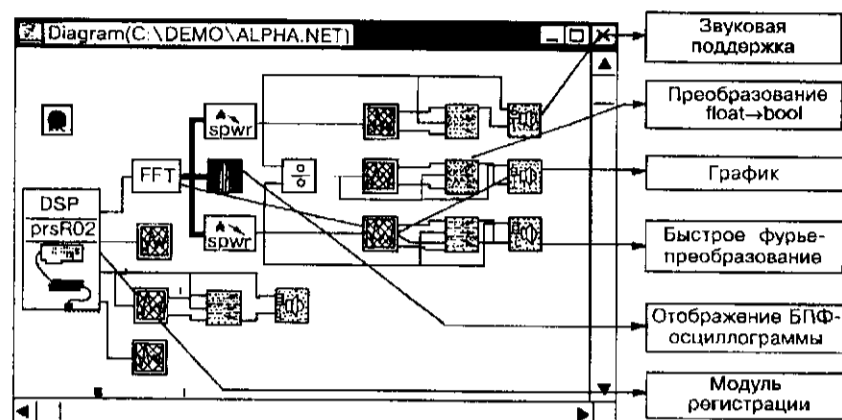 Diagram(C:\DEMO\ALPHA.NET)
Звуковая
поддержка
Преобразование
float→bool
spwr
FFT
÷
График
DSP
prsR02
spwr
Быстрое фурье-
преобразование
Отображение БПФ-
осциллограммы
Модуль
регистрации